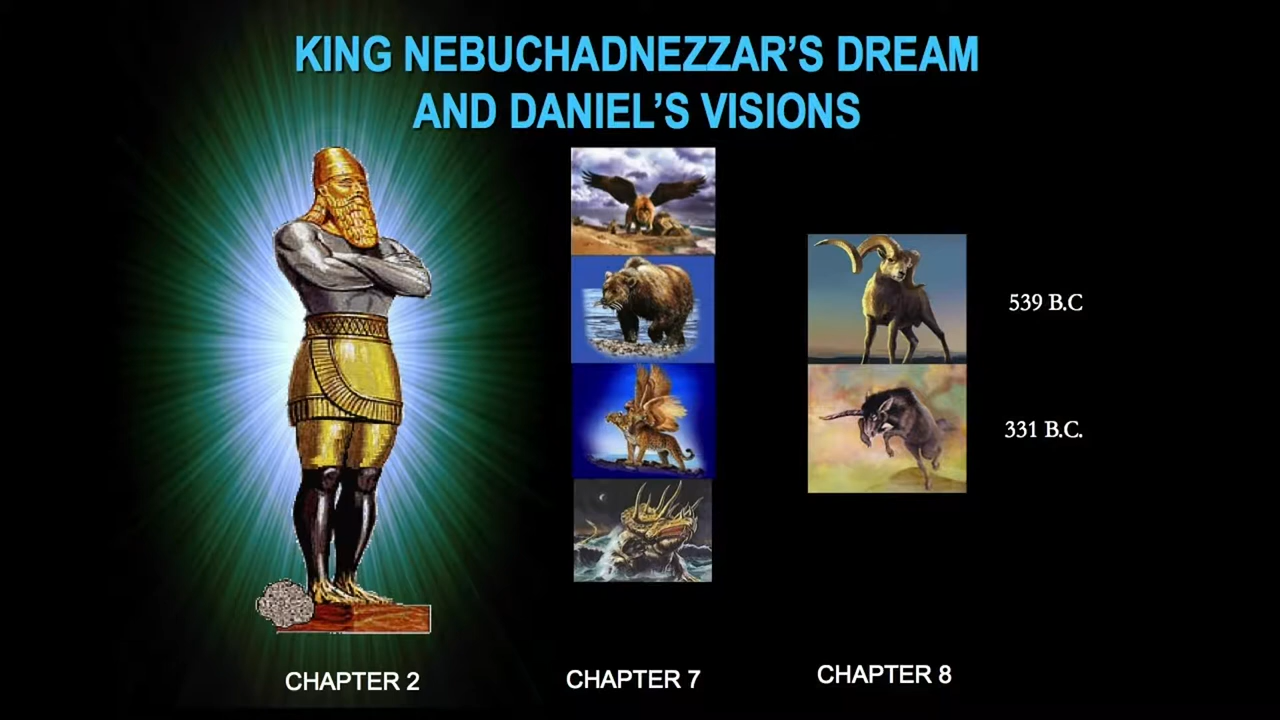 KING NEBUCHADNEZZAR’S DREAM
AND DANIEL’S VISIONS
539 B.C
331 B.C.
CHAPTER 2
CHAPTER 7
CHAPTER 8